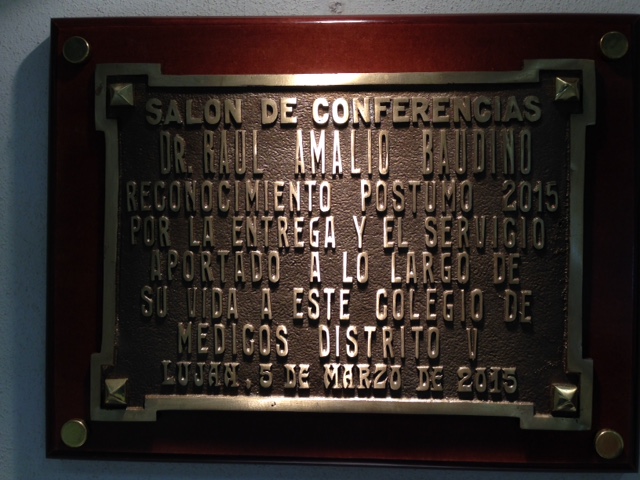 SALON DE CONFERENCIAS
DR. RAUL AMALIO BAUDINO
RECONOCIMIENTO POSTUMO 2015
POR LA ENTREGA Y EL SERVICIO
APORTADO A LO LARGO DE
SU VIDA A ESTE COLEGIO DE
MEDICOS DISTRITO V
LUJAN, 5 DE MARZO DE 2015